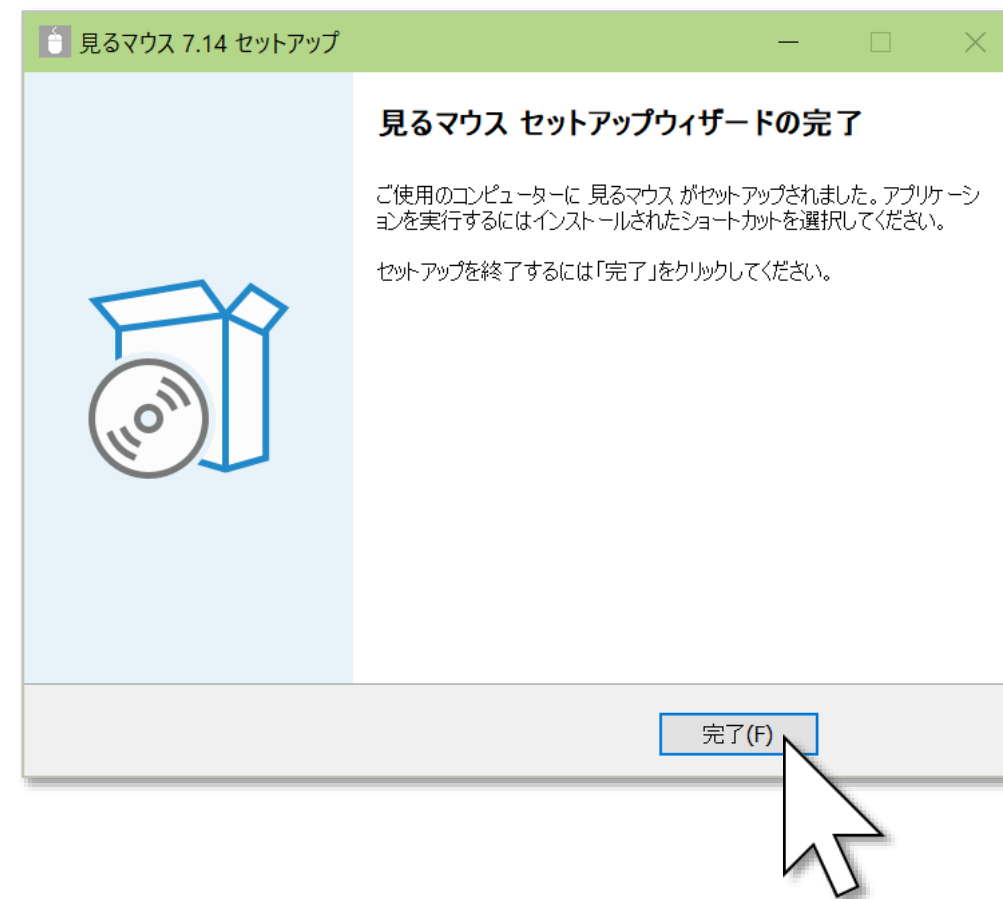 見るマウス 7.14 セットアップ
見るマウス セットアップウィザードの完了
ご使用のコンピューターに 見るマウス がセットアップされました。アプリケーシ
ョンを実行するにはインストールされたショートカットを選択してください。
セットアップを終了するには「完了」をクリックしてください。
完了(F)